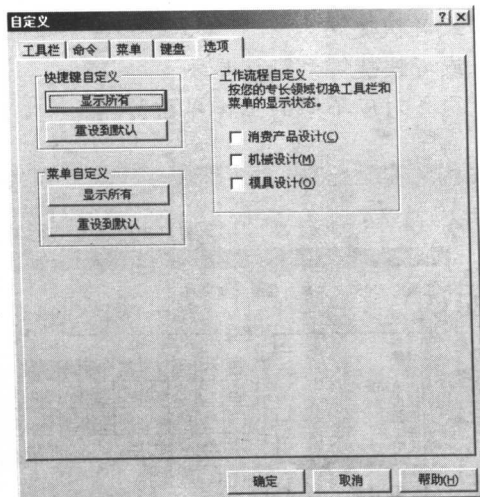 自定义
工具栏 命令 菜单 键盘 选项
快捷键自定义
显示所有
重设到默认
菜单自定义
显示所有
重设到默认
工作流程自定义
按您的专长领域切换工具栏和
菜单的显示状态。
消费产品设计(C)
机械设计(M)
模具设计(O)
确定 取消 帮助(H)